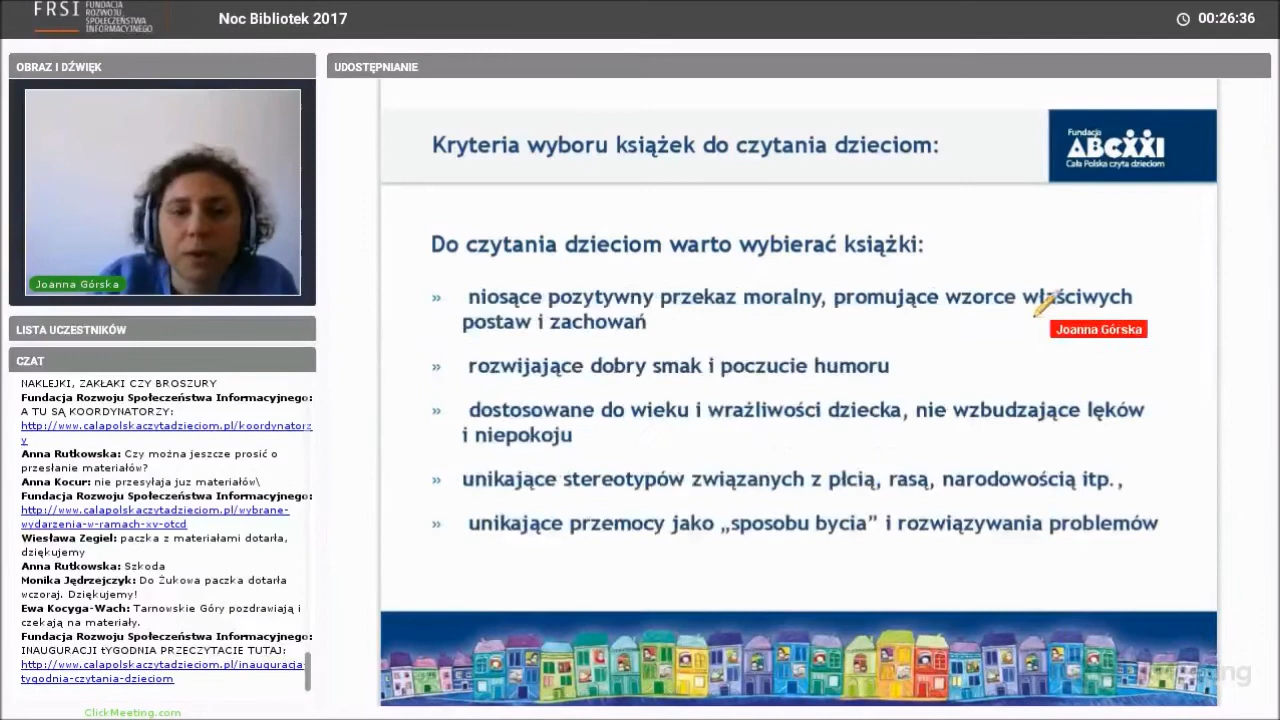 FRSI FUNDACJA
ROZWOJU
SPOŁECZEŃSTWA
INFORMACYJNEGO
Noc Bibliotek 2017
00:26:36
OBRAZ I DŹWIĘK
Joanna Górska
LISTA UCZESTNIKÓW
CZAT
NAKLEJKI, ZAKŁAKI CZY BROSZURY
Fundacja Rozwoju Społeczeństwa Informacyjnego:
A TU SĄ KOORDYNATORZY:
http://www.calapolskaczytadzieciom.pl/koordynatorz
y
Anna Rutkowska: Czy można jeszcze prosić o
przesłanie materiałów?
Anna Kocur: nie przesyłaja juz materiałów\
Fundacja Rozwoju Społeczeństwa Informacyjnego:
http://www.calapolskaczytadzieciom.pl/wybrane-
wydarzenia-w-ramach-xv-otcd
Wiesława Zegiel: paczka z materiałami dotarła,
dziękujemy
Anna Rutkowska: Szkoda
Monika Jędrzejczyk: Do Żukowa paczka dotarła
wczoraj. Dziękujemy!
Ewa Kocyga-Wach: Tarnowskie Góry pozdrawiają i
czekają na materiały.
Fundacja Rozwoju Społeczeństwa Informacyjnego:
INAUGURACJI tYGODNIA PRZECZYTACIE TUTAJ:
http://www.calapolskaczytadzieciom.pl/inauguracja-
tygodnia-czytania-dzieciom
ClickMeeting.com
UDOSTĘPNIANIE
Kryteria wyboru książek do czytania dzieciom:
Fundacja
ABCXXI
Cała Polska czyta dzieciom
Do czytania dzieciom warto wybierać książki:
» niosące pozytywny przekaz moralny, promujące wzorce właściwych
postaw i zachowań
Joanna Górska
» rozwijające dobry smak i poczucie humoru
» dostosowane do wieku i wrażliwości dziecka, nie wzbudzające lęków
i niepokoju
» unikające stereotypów związanych z płcią, rasą, narodowością itp.,
» unikające przemocy jako „sposobu bycia” i rozwiązywania problemów